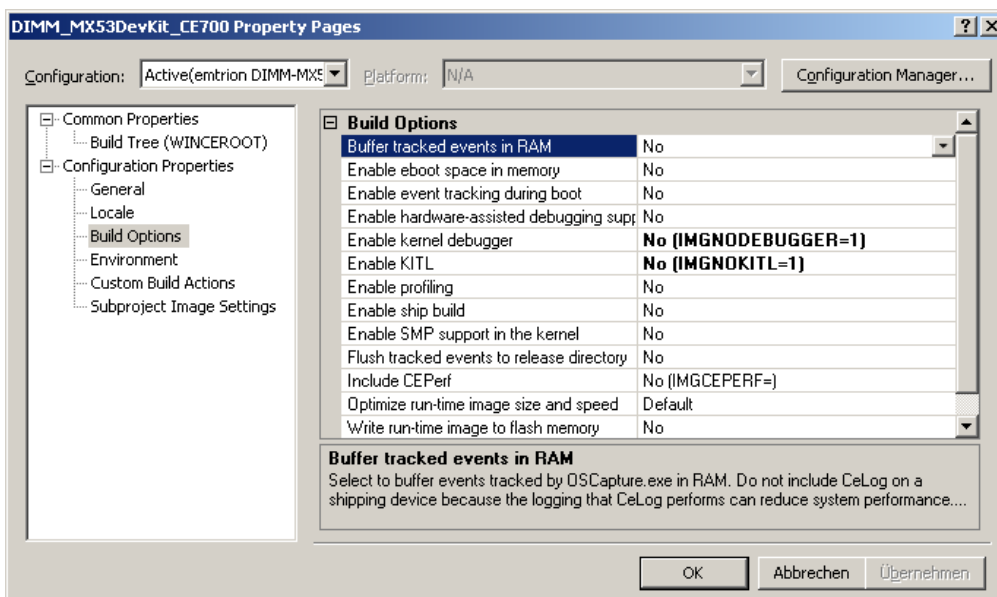 DIMM_MX53DevKit_CE700 Property Pages
Configuration: Active(emtrion DIMM-MX5 Platform: N/A Configuration Manager...
Common Properties
Build Tree (WINCEROOT)
Configuration Properties
General
Locale
Build Options
Environment
Custom Build Actions
Subproject Image Settings
Build Options
Buffer tracked events in RAM No
Enable eboot space in memory No
Enable event tracking during boot No
Enable hardware-assisted debugging supp No
Enable kernel debugger No (IMGNODEBUGGER=1)
Enable KITL No (IMGNOKITL=1)
Enable profiling No
Enable ship build No
Enable SMP support in the kernel No
Flush tracked events to release directory No
Include CEPerf No (IMGCEPERF=)
Optimize run-time image size and speed Default
Write run-time image to flash memory No
Buffer tracked events in RAM
Select to buffer events tracked by OSCapture.exe in RAM. Do not include CeLog on a
shipping device because the logging that CeLog performs can reduce system performance....
OK Abbrechen Übernehmen